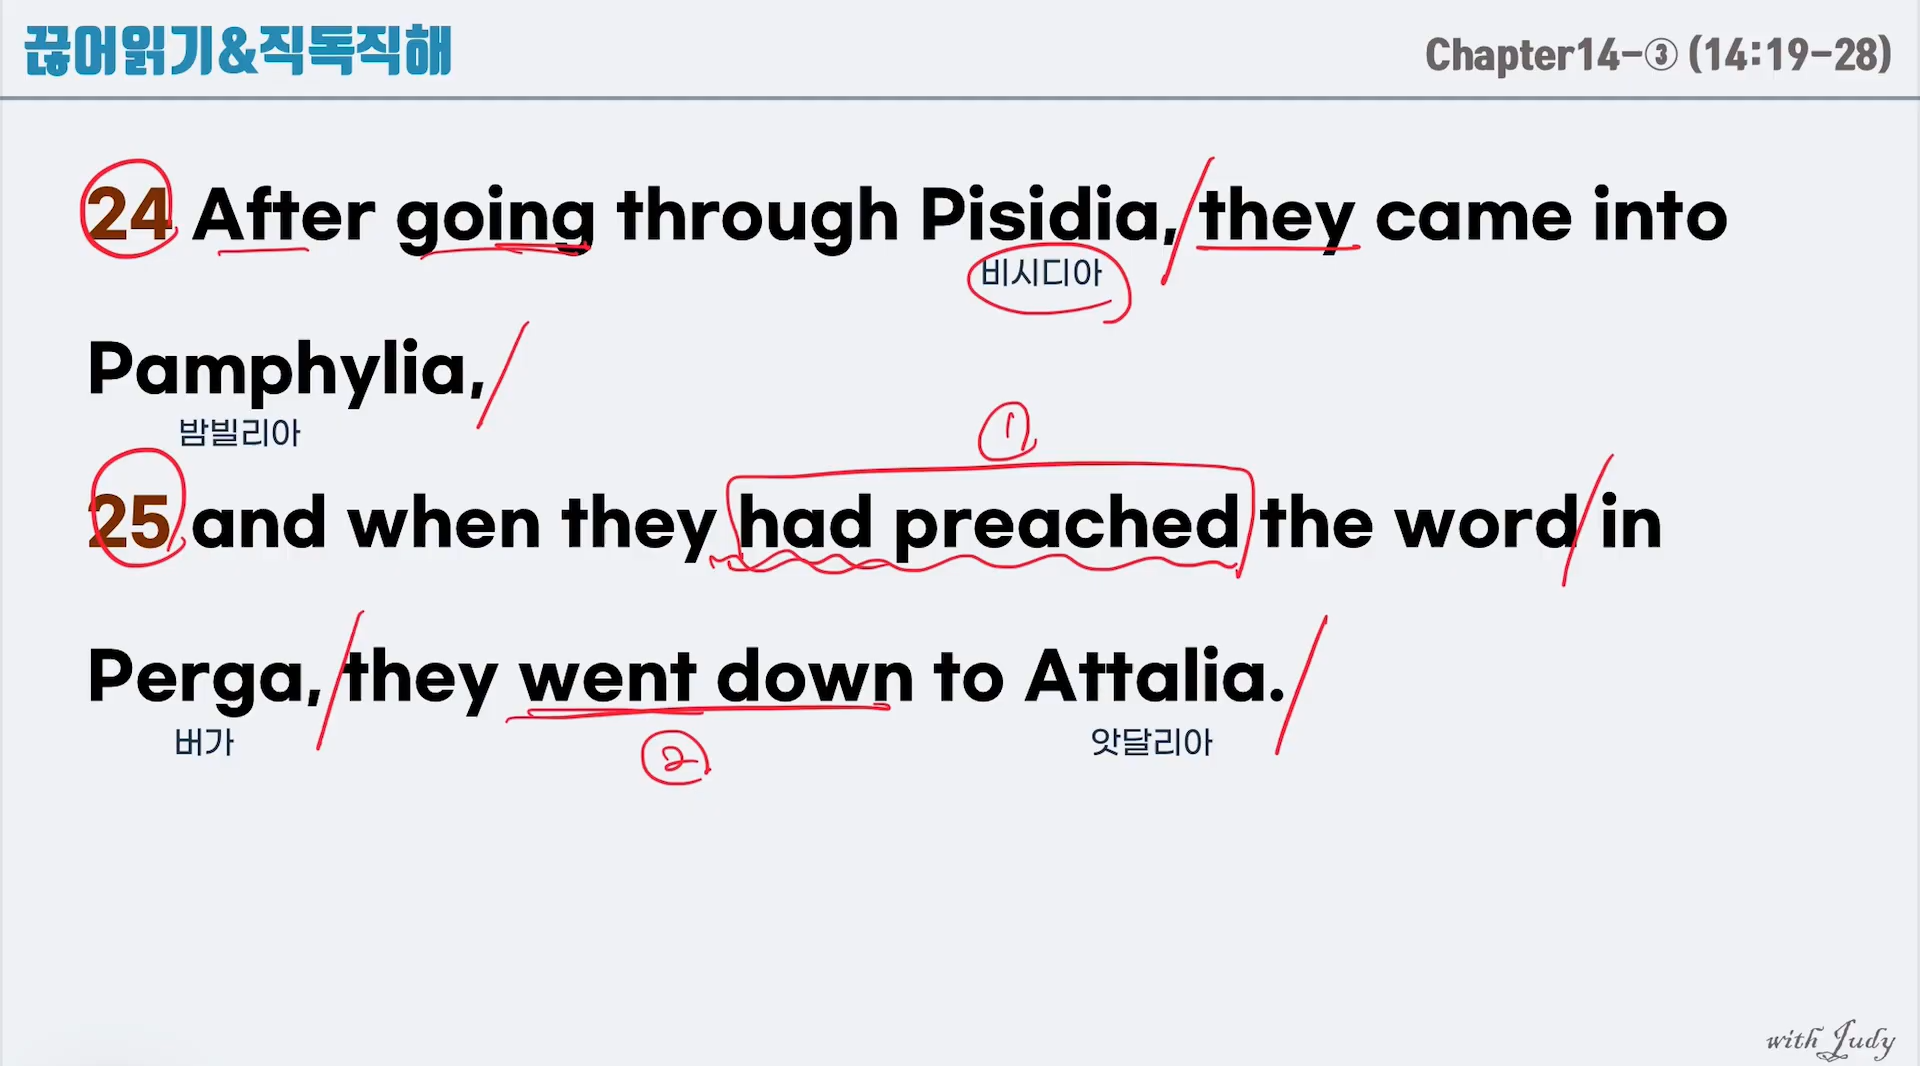 끊어읽기&직독직해
Chapter14-③ (14:19-28)
24 After going through Pisidia, they came into
비시디아
Pamphylia,
밤빌리아
①
25 and when they had preached the word in
Perga, they went down to Attalia.
버가 앗달리아
②
with Judy